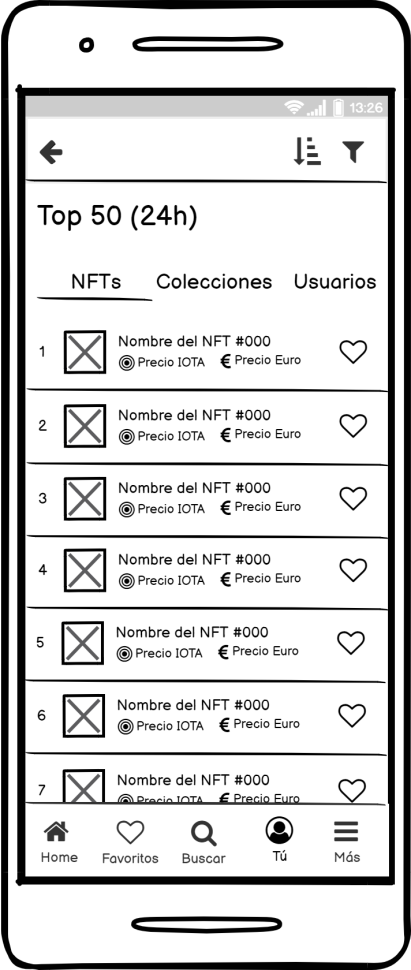 13:26
Top 50 (24h)
NFTs Colecciones Usuarios
1 Nombre del NFT #000
Precio IOTA € Precio Euro
2 Nombre del NFT #000
Precio IOTA € Precio Euro
3 Nombre del NFT #000
Precio IOTA € Precio Euro
4 Nombre del NFT #000
Precio IOTA € Precio Euro
5 Nombre del NFT #000
Precio IOTA € Precio Euro
6 Nombre del NFT #000
Precio IOTA € Precio Euro
7 Nombre del NFT #000
Precio IOTA € Precio Euro
Home Favoritos Buscar Tú Más